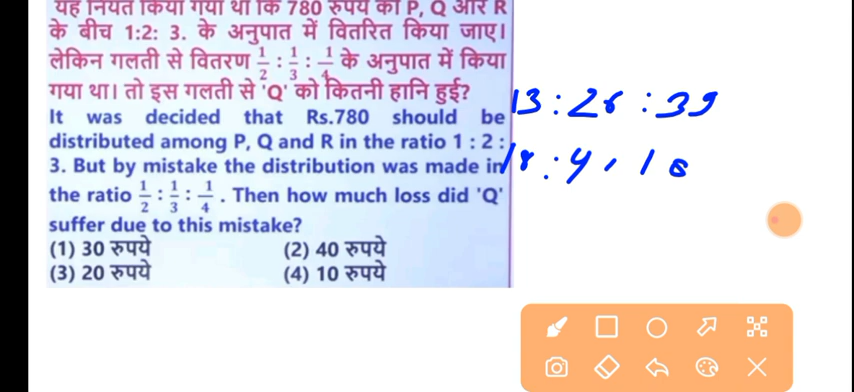 यह नियत किया गया था कि 780 रुपये को P, Q और R
के बीच 1:2: 3. के अनुपात में वितरित किया जाए।
लेकिन गलती से वितरण 1/2 : 1/3 : 1/4 के अनुपात में किया
गया था। तो इस गलती से 'Q' को कितनी हानि हुई?
It was decided that Rs.780 should be
distributed among P, Q and R in the ratio 1 : 2 :
3. But by mistake the distribution was made in
the ratio 1/2 : 1/3 : 1/4 . Then how much loss did 'Q'
suffer due to this mistake?
(1) 30 रुपये (2) 40 रुपये
(3) 20 रुपये (4) 10 रुपये
13 : 26 : 39
18 : 4